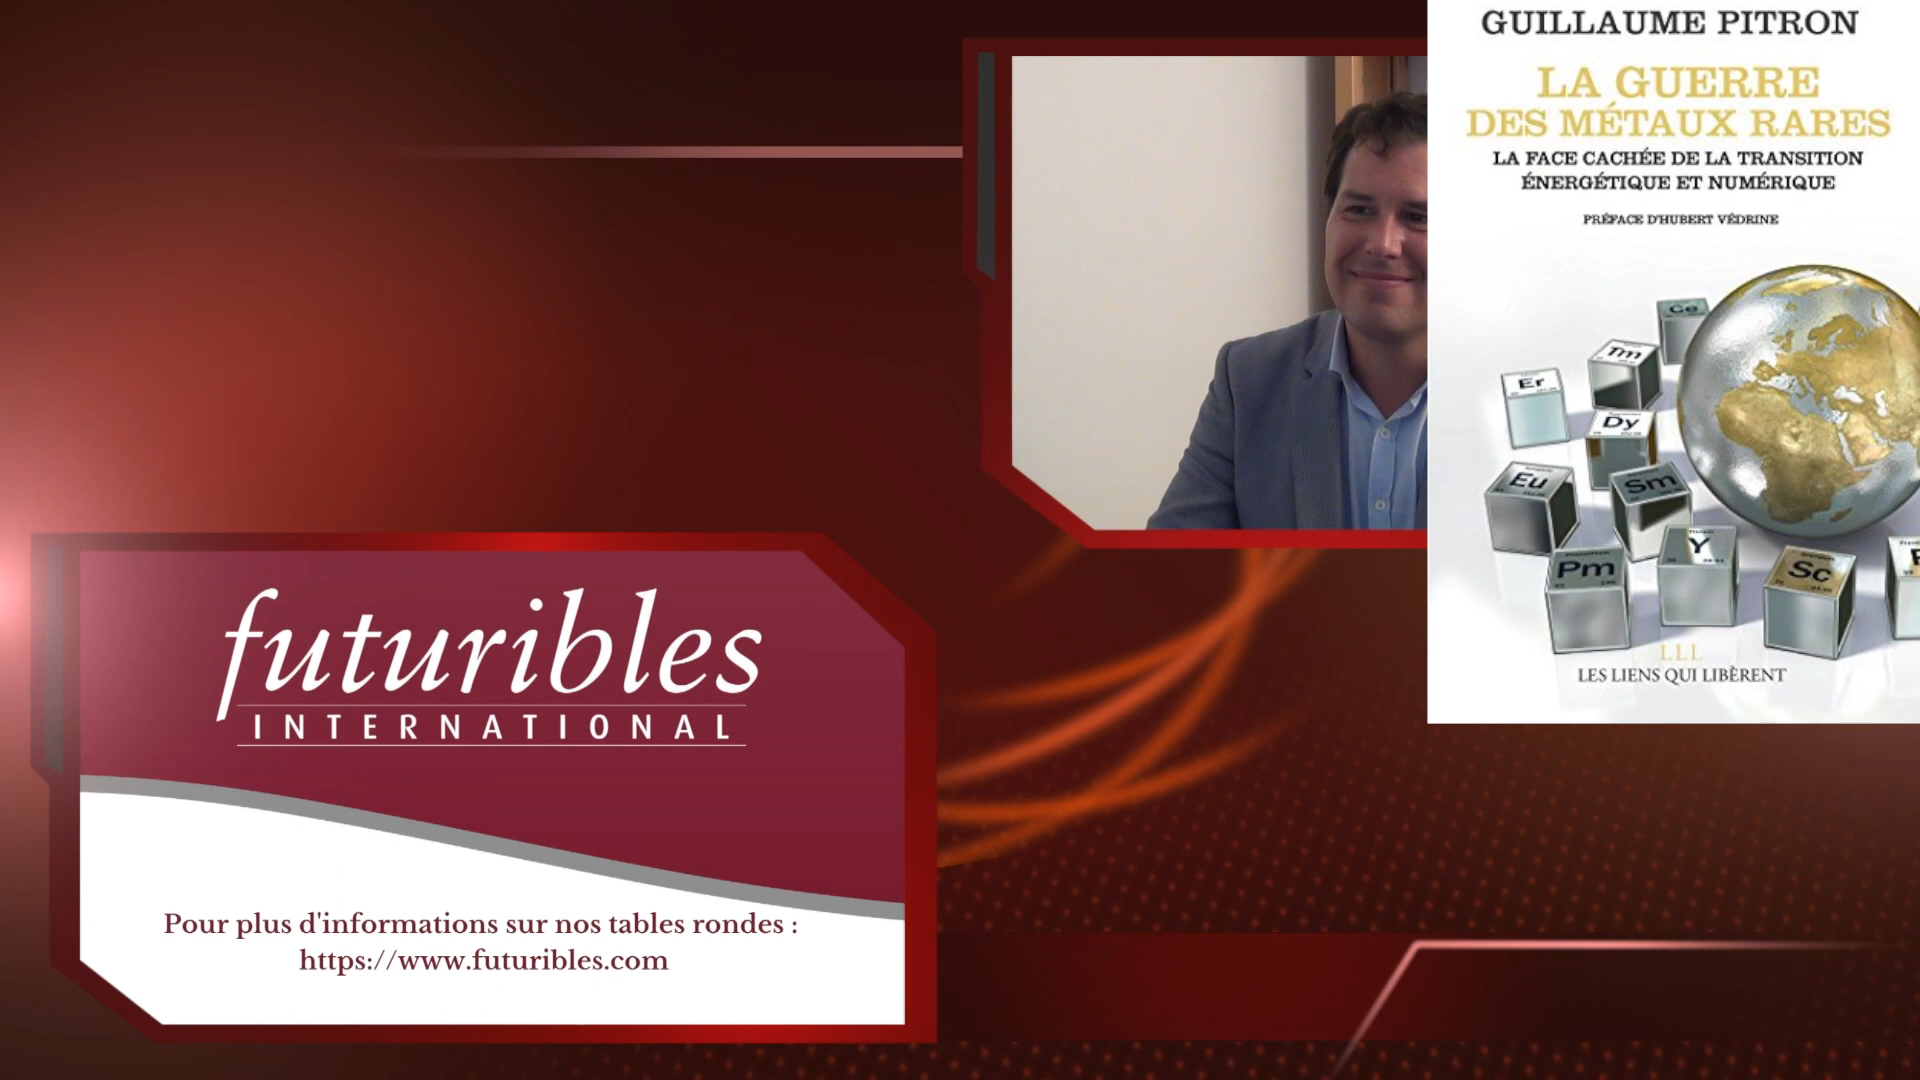 GUILLAUME PITRON
LA GUERRE
DES MÉTAUX RARES
LA FACE CACHÉE DE LA TRANSITION
ÉNERGÉTIQUE ET NUMÉRIQUE
PRÉFACE D'HUBERT VÉDRINE
Ce
Tm
Er
Dy
Eu
Sm
Y
Pm
Sc
LLL
LES LIENS QUI LIBÈRENT
futuribles
INTERNATIONAL
Pour plus d'informations sur nos tables rondes :
https://www.futuribles.com